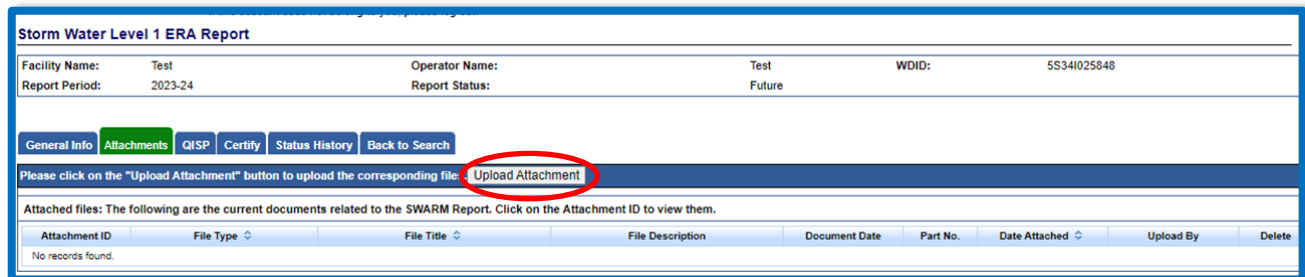 Storm Water Level 1 ERA Report
Facility Name: Test Operator Name: Test WDID: 5S34I025848
Report Period: 2023-24 Report Status: Future
General Info Attachments QISP Certify Status History Back to Search
Please click on the "Upload Attachment" button to upload the corresponding files. Upload Attachment
Attached files: The following are the current documents related to the SWARM Report. Click on the Attachment ID to view them.
Attachment ID File Type File Title File Description Document Date Part No. Date Attached Upload By Delete
No records found.